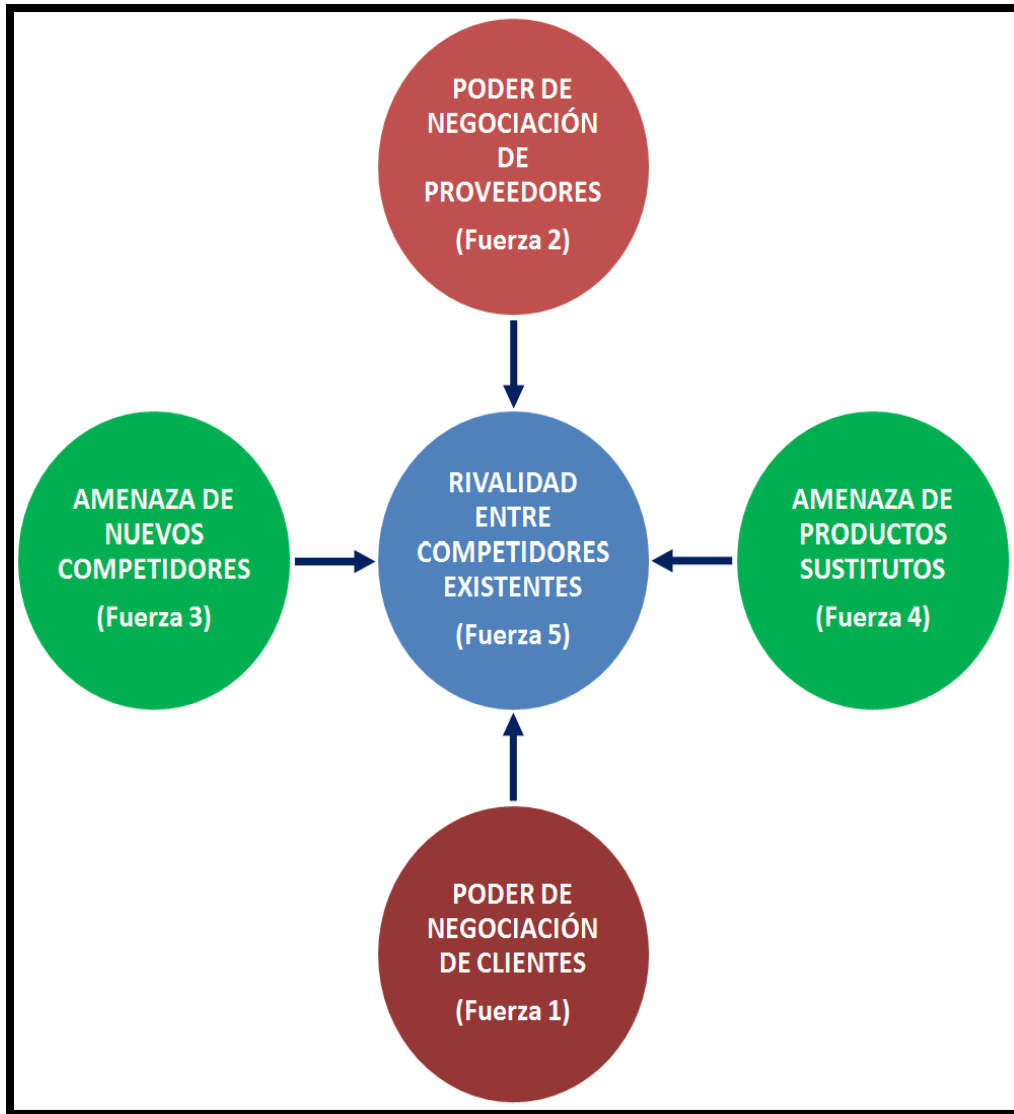 PODER DE
NEGOCIACIÓN
DE
PROVEEDORES
(Fuerza 2)
AMENAZA DE
NUEVOS
COMPETIDORES
(Fuerza 3)
RIVALIDAD
ENTRE
COMPETIDORES
EXISTENTES
(Fuerza 5)
AMENAZA DE
PRODUCTOS
SUSTITUTOS
(Fuerza 4)
PODER DE
NEGOCIACIÓN
DE CLIENTES
(Fuerza 1)